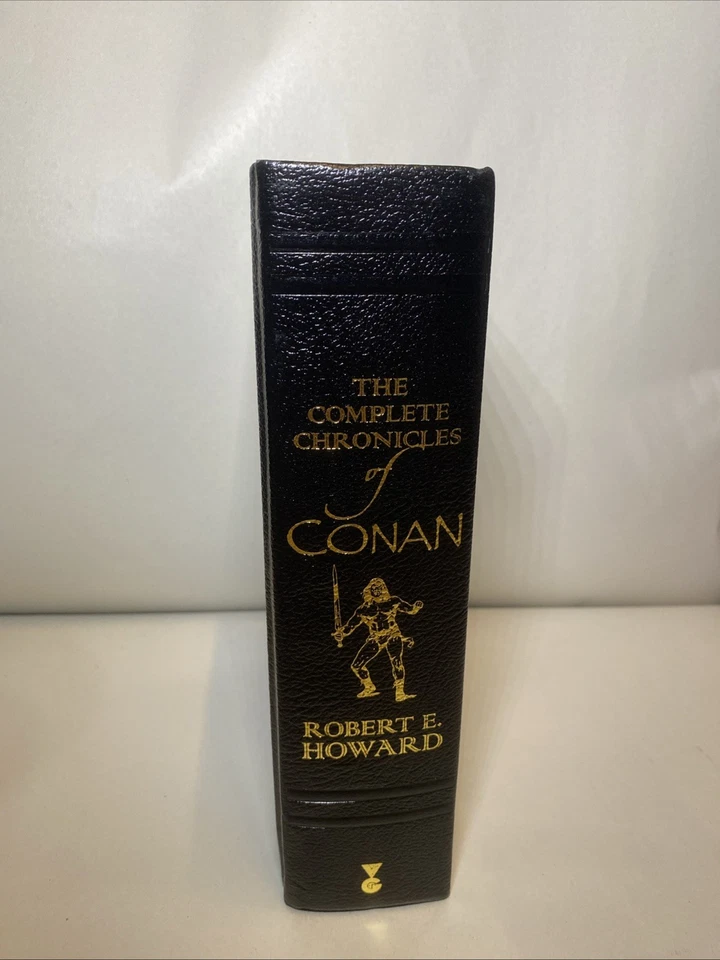 THE
COMPLETE
CHRONICLES
of
CONAN
ROBERT E.
HOWARD